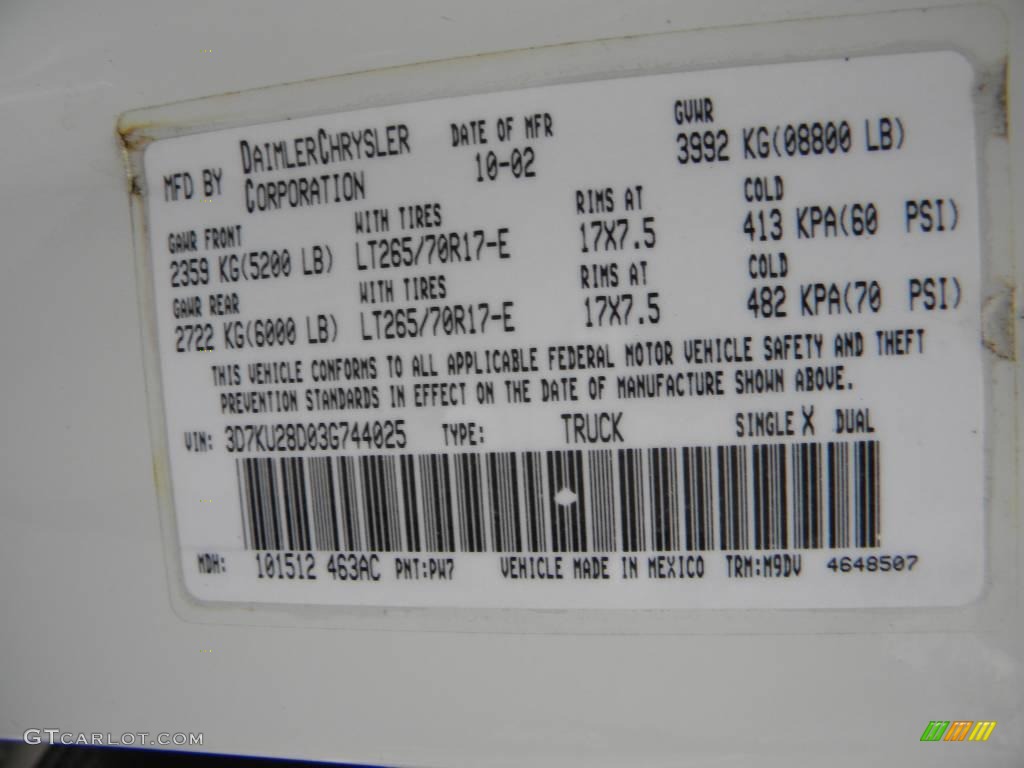 MFD BY DAIMLERCHRYSLER CORPORATION
DATE OF MFR 10-02
GVWR 3992 KG(08800 LB)
GAWR FRONT WITH TIRES RIMS AT COLD
2359 KG(5200 LB) LT265/70R17-E 17X7.5 413 KPA(60 PSI)
GAWR REAR WITH TIRES RIMS AT COLD
2722 KG(6000 LB) LT265/70R17-E 17X7.5 482 KPA(70 PSI)
THIS VEHICLE CONFORMS TO ALL APPLICABLE FEDERAL MOTOR VEHICLE SAFETY AND THEFT
PREVENTION STANDARDS IN EFFECT ON THE DATE OF MANUFACTURE SHOWN ABOVE.
VIN: 3D7KU28D03G744025 TYPE: TRUCK SINGLE X DUAL
MDH: 101512 463AC PNT:PW7 VEHICLE MADE IN MEXICO TRM:M9DV 4648507
GTCARLOT.COM